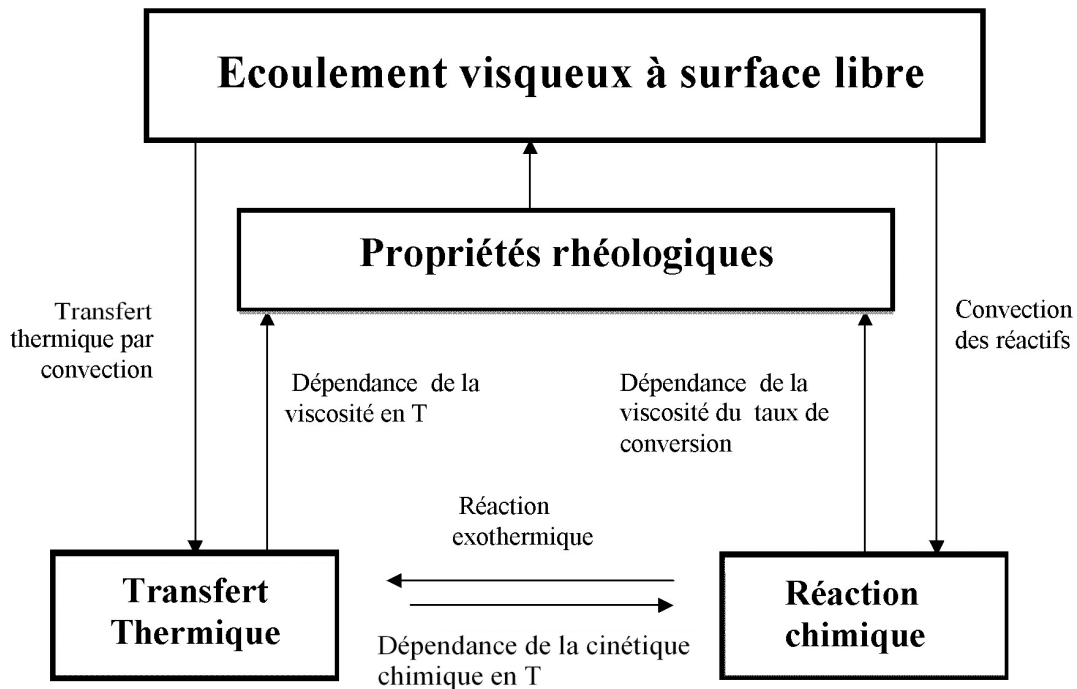 Ecoulement visqueux à surface libre
Propriétés rhéologiques
Transfert
thermique par
convection
Convection
des réactifs
Dépendance de la
viscosité en T
Dépendance de la
viscosité du taux de
conversion
Réaction
exothermique
Transfert
Thermique
Réaction
chimique
Dépendance de la cinétique
chimique en T